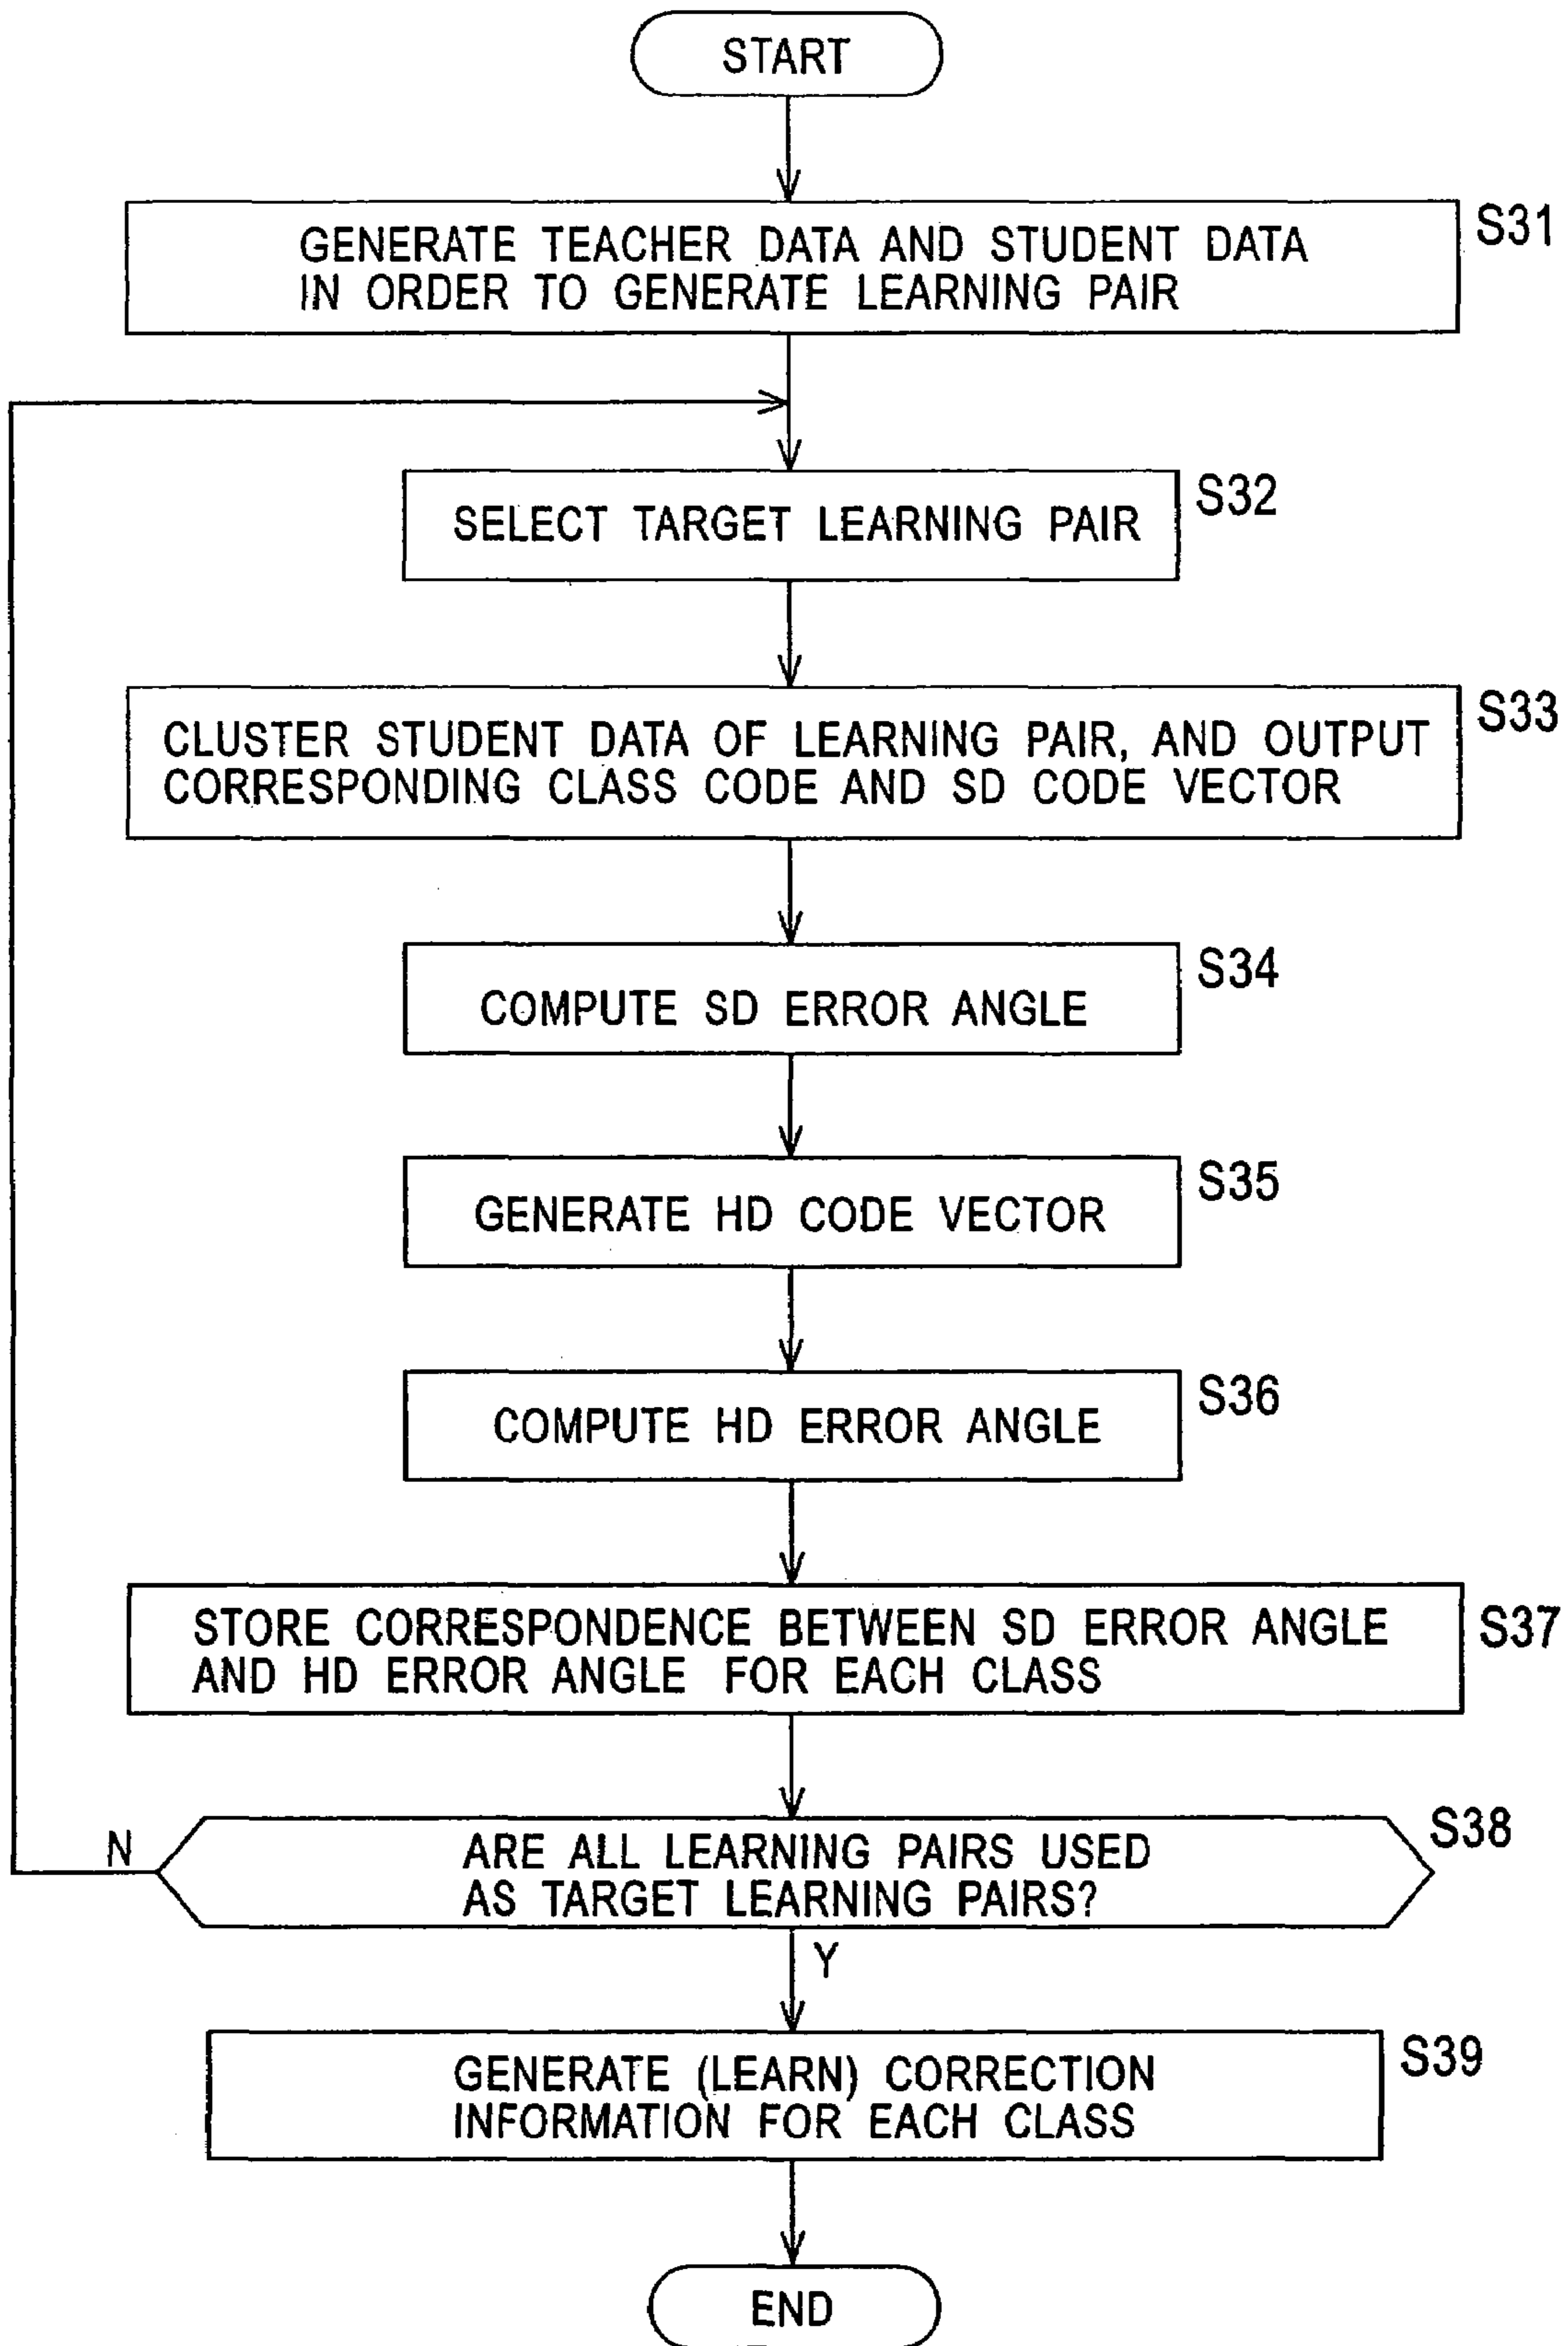 START
S31
GENERATE TEACHER DATA AND STUDENT DATA
IN ORDER TO GENERATE LEARNING PAIR
S32
SELECT TARGET LEARNING PAIR
S33
CLUSTER STUDENT DATA OF LEARNING PAIR, AND OUTPUT
CORRESPONDING CLASS CODE AND SD CODE VECTOR
S34
COMPUTE SD ERROR ANGLE
S35
GENERATE HD CODE VECTOR
S36
COMPUTE HD ERROR ANGLE
S37
STORE CORRESPONDENCE BETWEEN SD ERROR ANGLE
AND HD ERROR ANGLE FOR EACH CLASS
S38
N
ARE ALL LEARNING PAIRS USED
AS TARGET LEARNING PAIRS?
Y
S39
GENERATE (LEARN) CORRECTION
INFORMATION FOR EACH CLASS
END